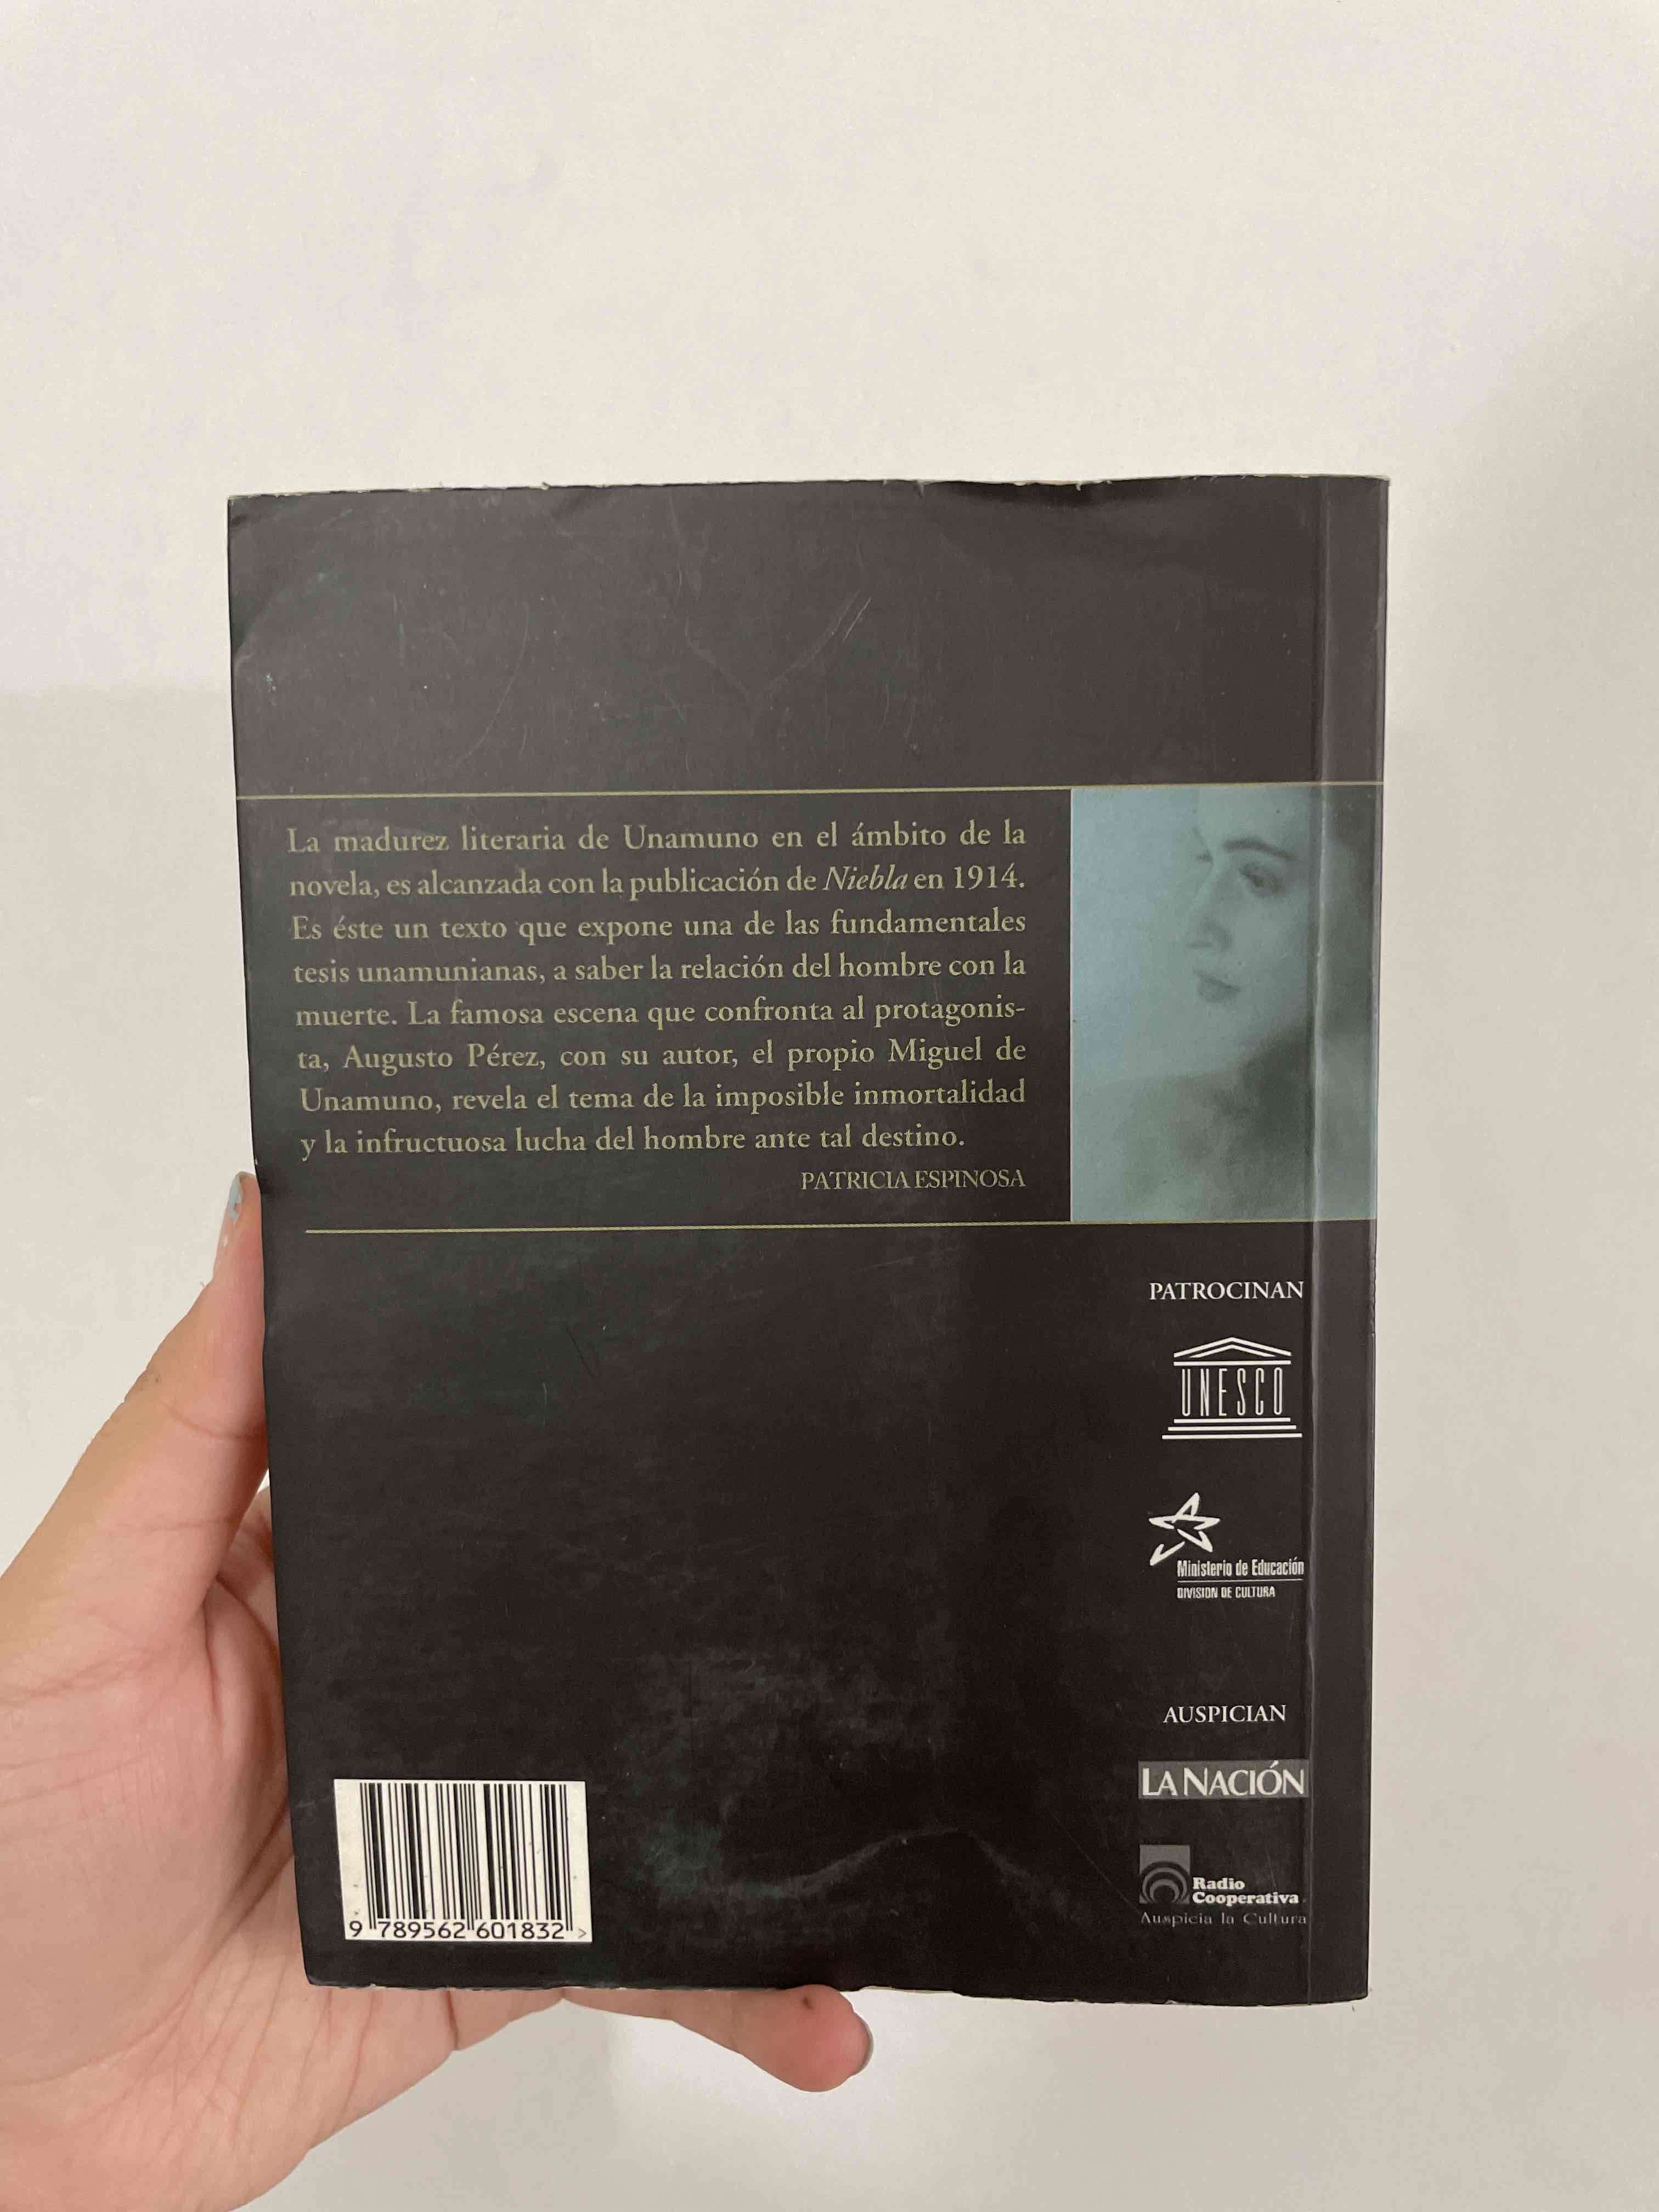 La madurez literaria de Unamuno en el ámbito de la
novela, es alcanzada con la publicación de Niebla en 1914.
Es éste un texto que expone una de las fundamentales
tesis unamunianas, a saber la relación del hombre con la
muerte. La famosa escena que confronta al protagonis-
ta, Augusto Pérez, con su autor, el propio Miguel de
Unamuno, revela el tema de la imposible inmortalidad
y la infructuosa lucha del hombre ante tal destino.
PATRICIA ESPINOSA
PATROCINAN
UNESCO
Ministerio de Educación
DIVISION DE CULTURA
AUSPICIAN
LA NACIÓN
Radio
Cooperativa
Auspicia la Cultura
9 789562 601832 >